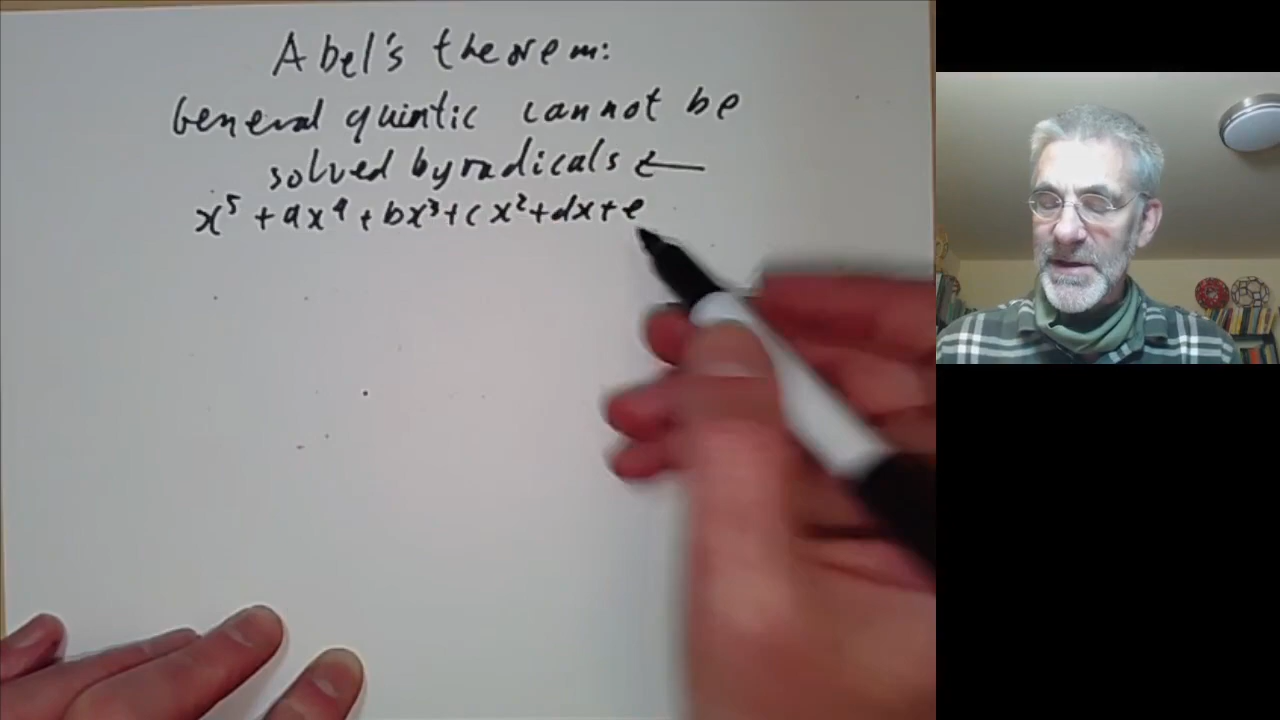 Abel's theorem:
General quintic cannot be
solved by radicals ←
x⁵ + ax⁴ + bx³ + cx² + dx + e